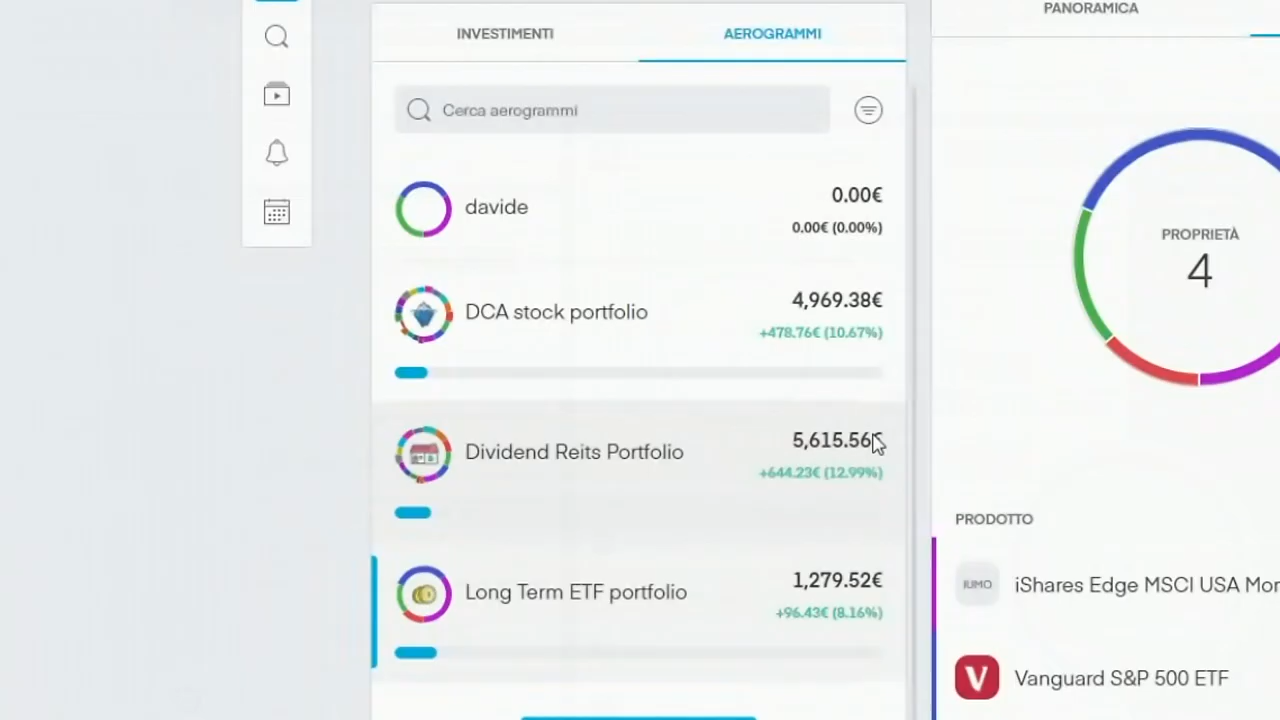 INVESTIMENTI
AEROGRAMMI
Cerca aerogrammi
davide
0.00€
0.00€ (0.00%)
DCA stock portfolio
4,969.38€
+478.76€ (10.67%)
Dividend Reits Portfolio
5,615.56€
+644.23€ (12.99%)
Long Term ETF portfolio
1,279.52€
+96.43€ (8.16%)
PANORAMICA
PROPRIETÀ
4
PRODOTTO
IUMO
iShares Edge MSCI USA Mor
V
Vanguard S&P 500 ETF